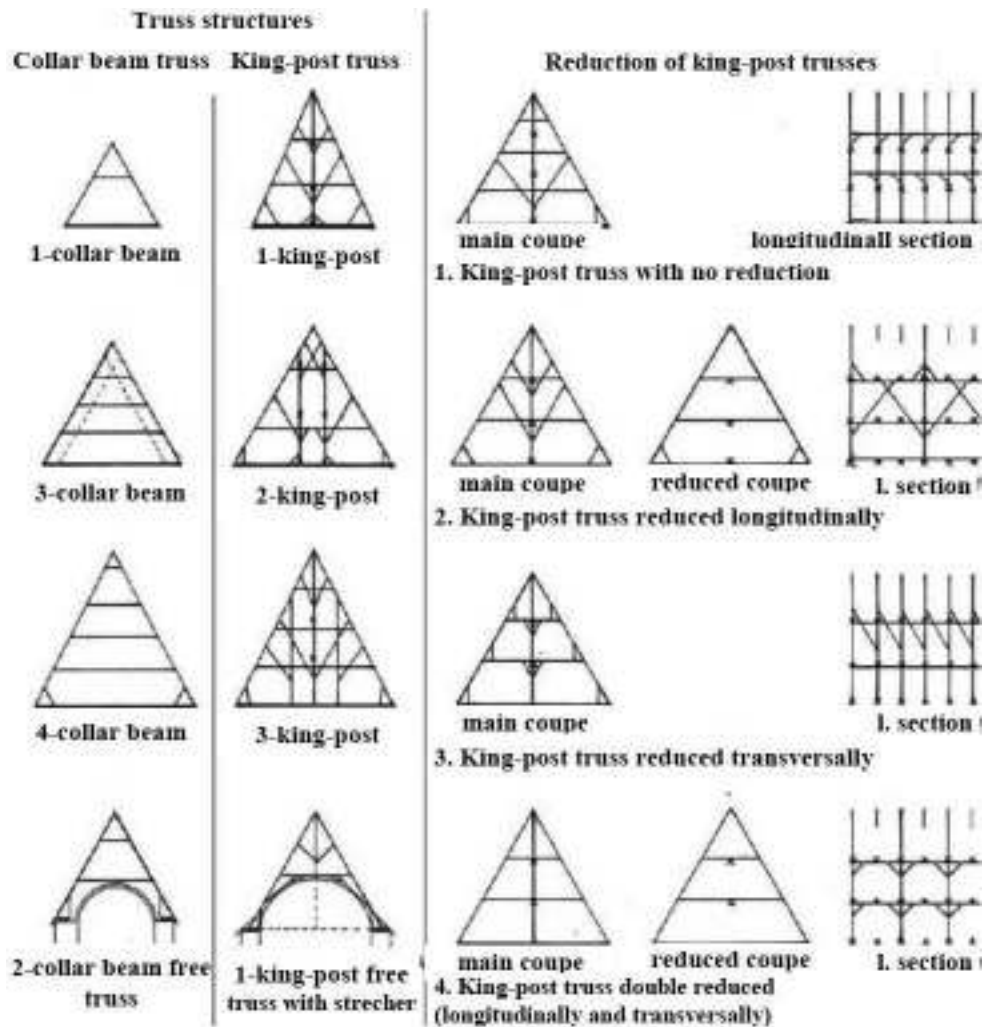 Truss structures
Collar beam truss
King-post truss
Reduction of king-post trusses
1-collar beam
1-king-post
main coupe
longitudinall section
1. King-post truss with no reduction
3-collar beam
2-king-post
main coupe
reduced coupe
l. section
2. King-post truss reduced longitudinally
4-collar beam
3-king-post
main coupe
l. section
3. King-post truss reduced transversally
2-collar beam free
truss
1-king-post free
truss with strecher
main coupe
reduced coupe
l. section
4. King-post truss double reduced
(longitudinally and transversally)